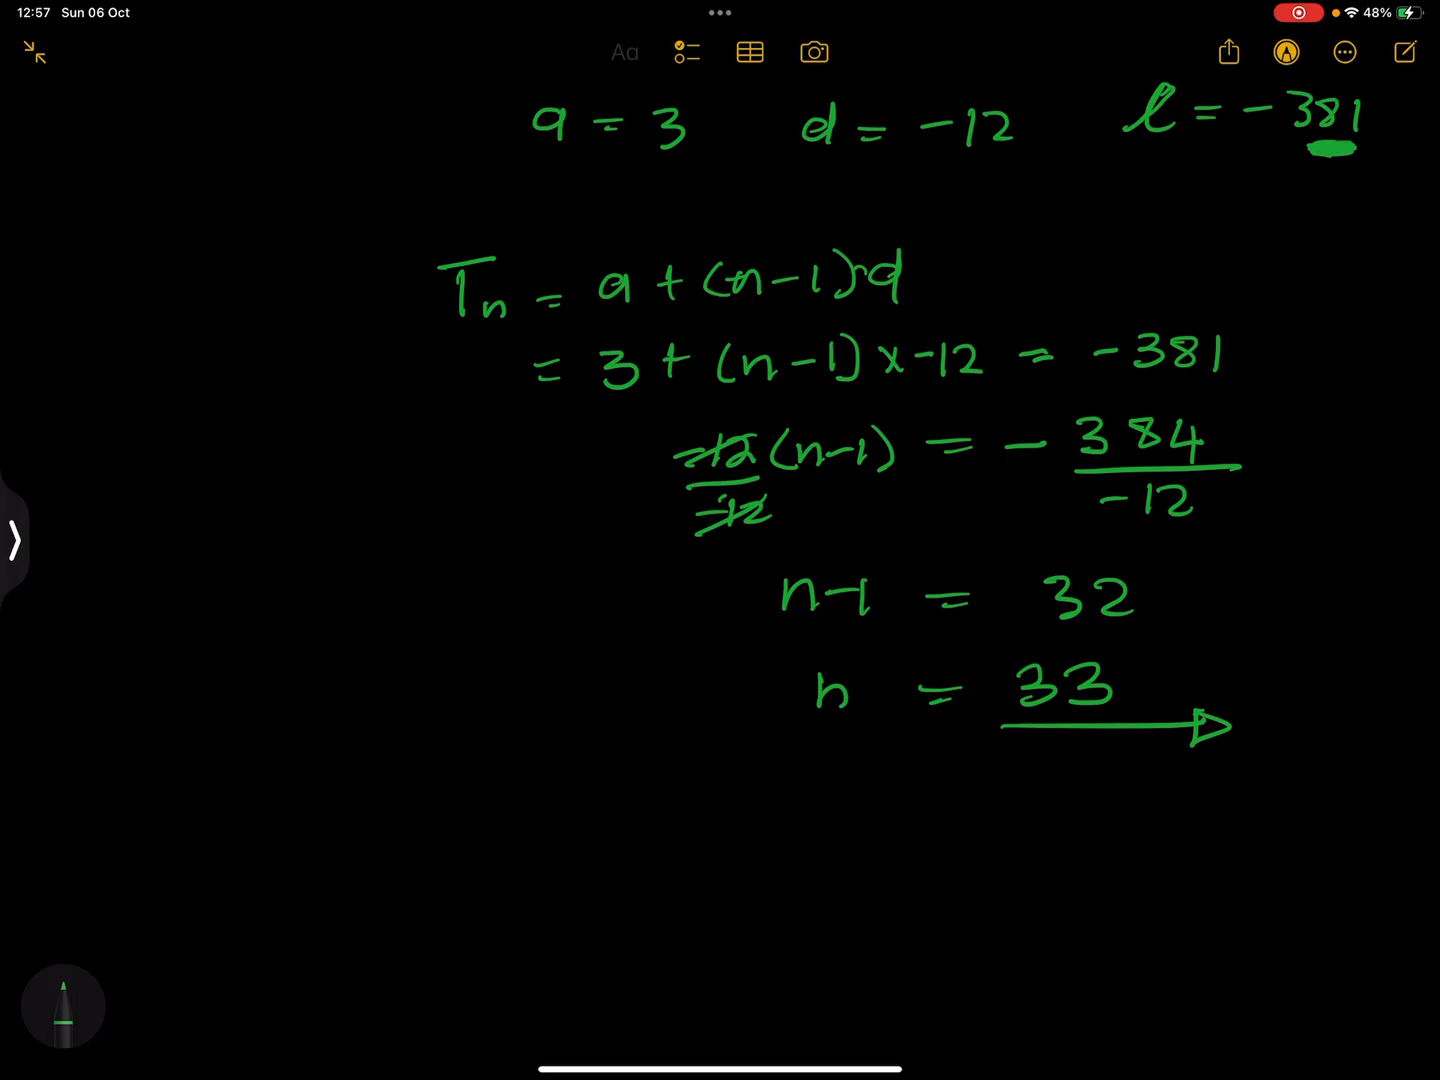 12:57 Sun 06 Oct
48%
Aa
a = 3 d = -12 l = -381
Tn = a + (n-1)d
= 3 + (n-1) x -12 = -381
-12(n-1) = - 384
-12 -12
n-1 = 32
n = 33